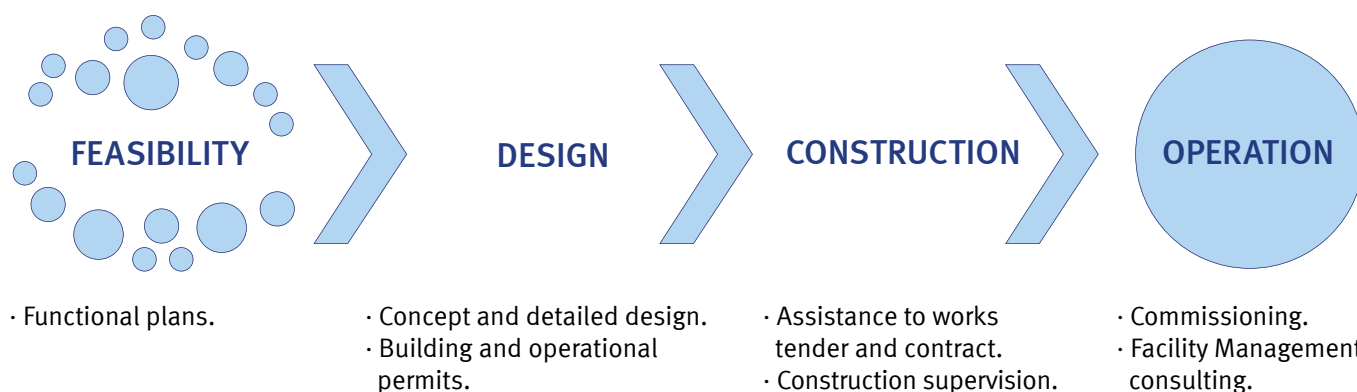 FEASIBILITY
DESIGN
CONSTRUCTION
OPERATION
· Functional plans.
· Concept and detailed design.
· Building and operational
permits.
· Assistance to works
tender and contract.
· Construction supervision.
· Commissioning.
· Facility Management
consulting.